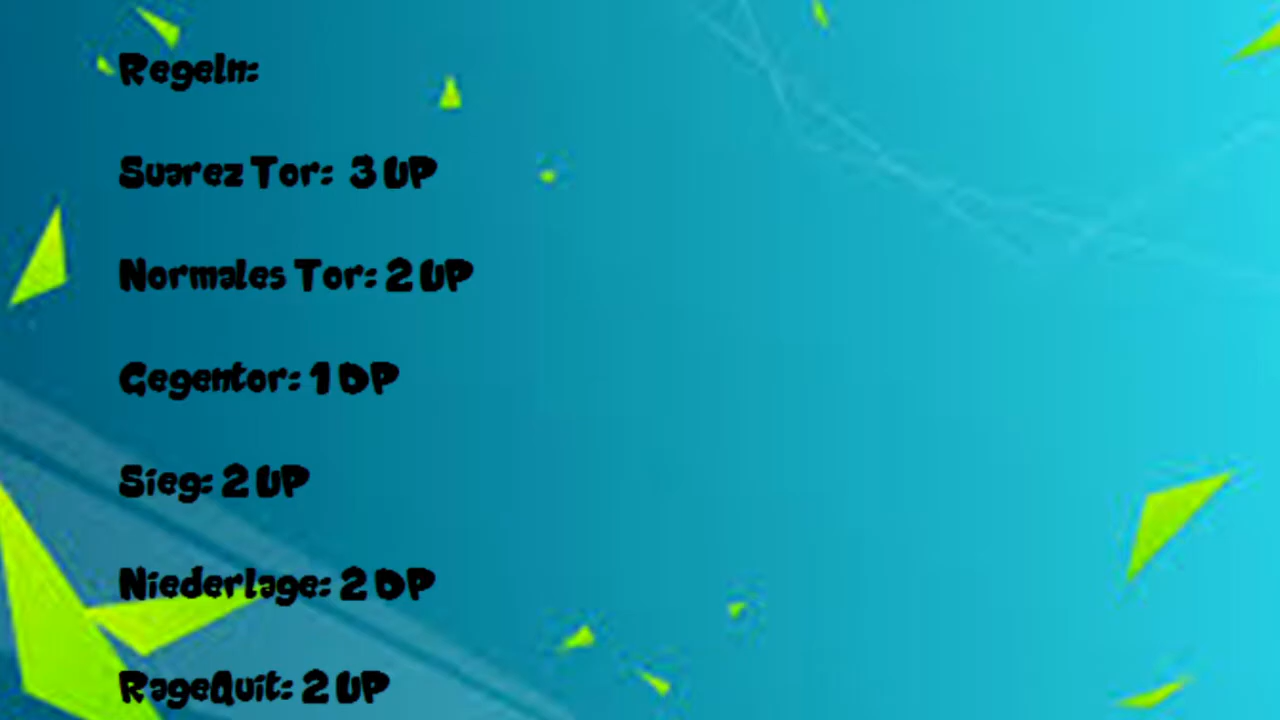 Regeln:
Suarez Tor: 3 UP
Normales Tor: 2 UP
Gegentor: 1 DP
Sieg: 2 UP
Niederlage: 2 DP
RageQuit: 2 UP